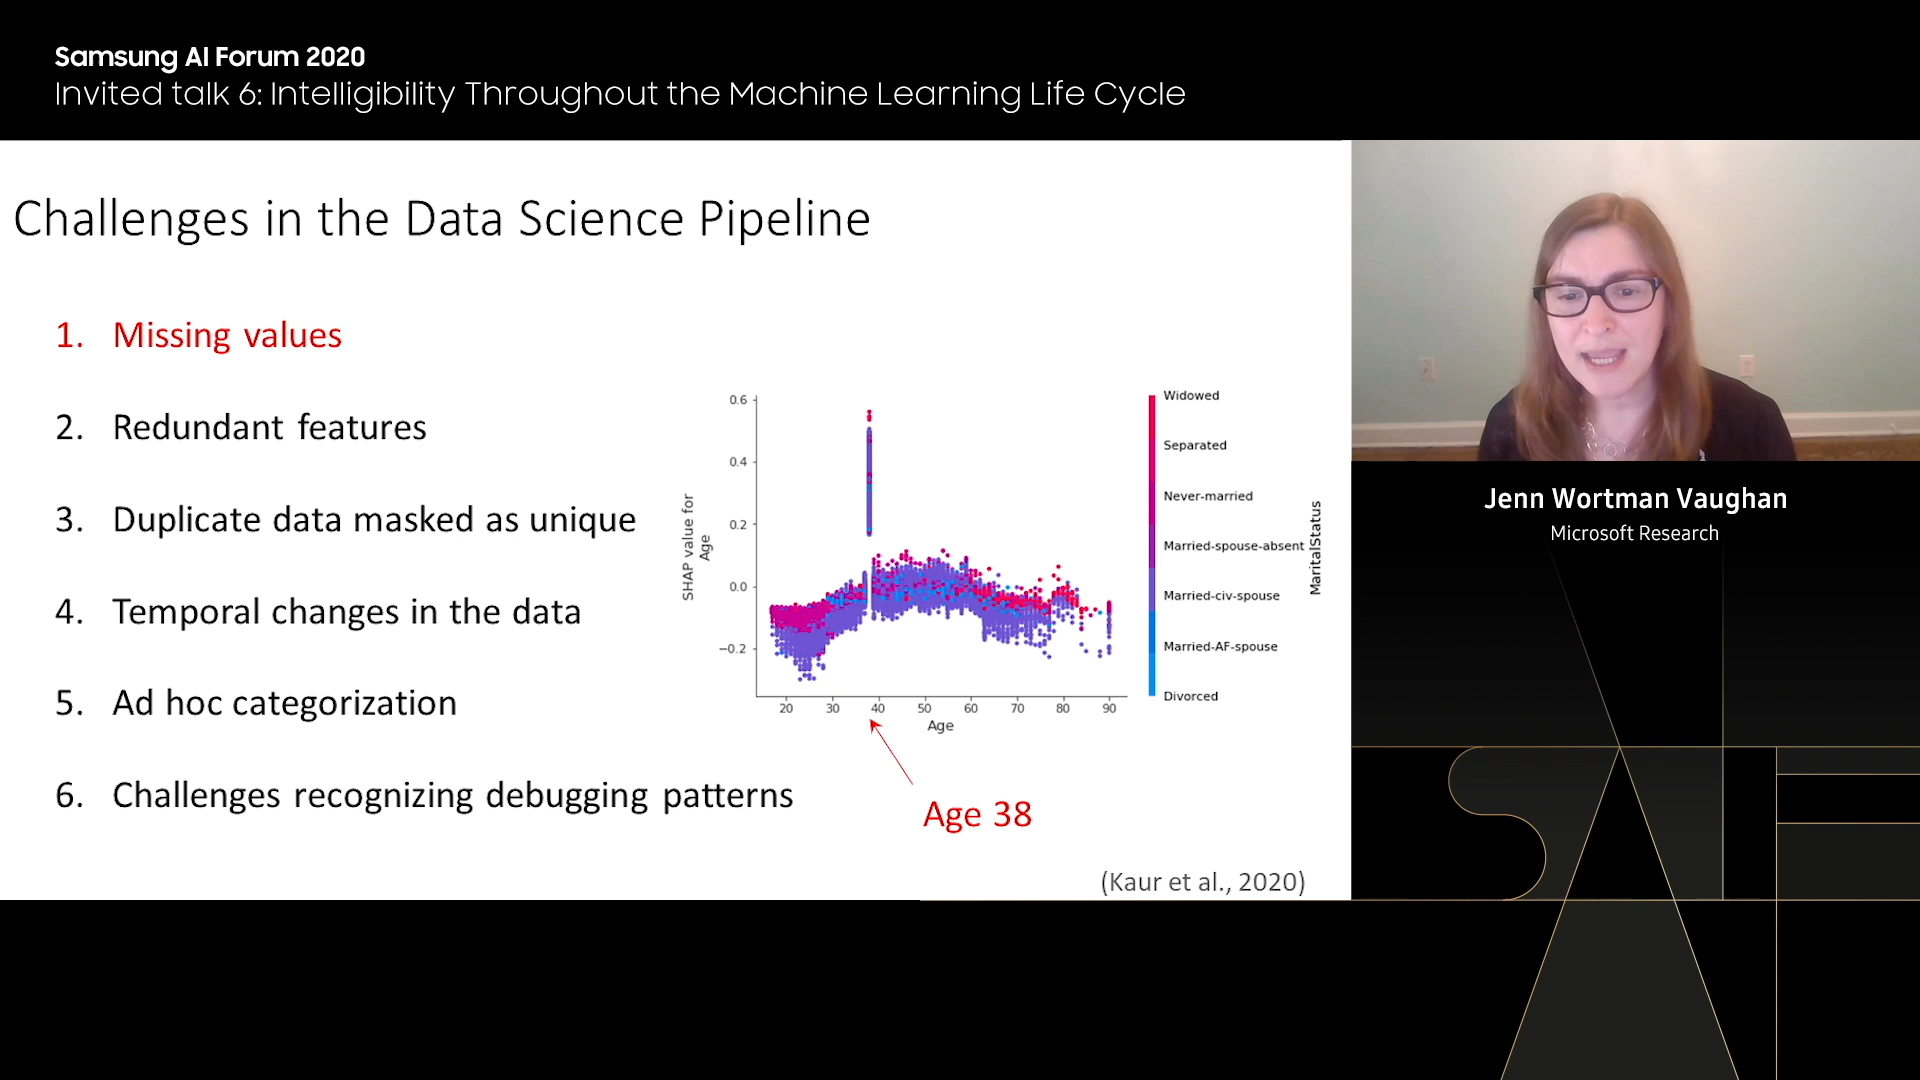 Samsung AI Forum 2020
Invited talk 6: Intelligibility Throughout the Machine Learning Life Cycle
Challenges in the Data Science Pipeline
1. Missing values
2. Redundant features
3. Duplicate data masked as unique
4. Temporal changes in the data
5. Ad hoc categorization
6. Challenges recognizing debugging patterns
0.6
0.4
0.2
0.0
−0.2
SHAP value for
Age
20 30 40 50 60 70 80 90
Age
Widowed
Separated
Never-married
Married-spouse-absent
Married-civ-spouse
Married-AF-spouse
Divorced
MaritalStatus
Age 38
(Kaur et al., 2020)
Jenn Wortman Vaughan
Microsoft Research